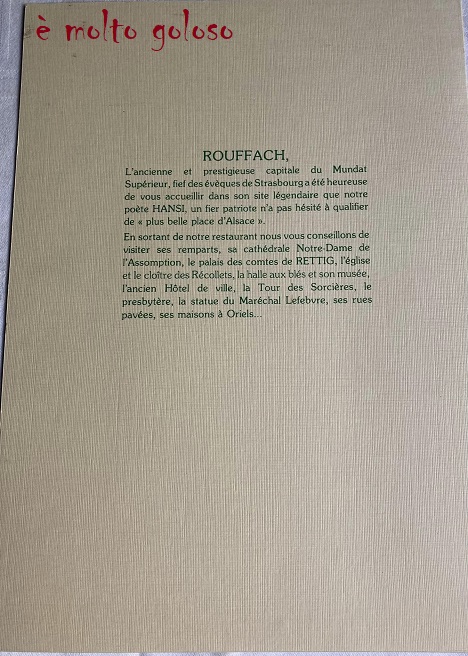 è molto goloso
ROUFFACH,
L'ancienne et prestigieuse capitale du Mundat
Supérieur, fief des évèques de Strasbourg a été heureuse
de vous accueillir dans son site légendaire que notre
poète HANSI, un fier patriote n'a pas hésité à qualifier
de « plus belle place d'Alsace ».
En sortant de notre restaurant nous vous conseillons de
visiter ses remparts, sa cathédrale Notre-Dame de
l'Assomption, le palais des comtes de RETTIG, l'église
et le cloître des Récollets, la halle aux blés et son musée,
l'ancien Hôtel de ville, la Tour des Sorcières, le
presbytère, la statue du Maréchal Lefebvre, ses rues
pavées, ses maisons à Oriels...